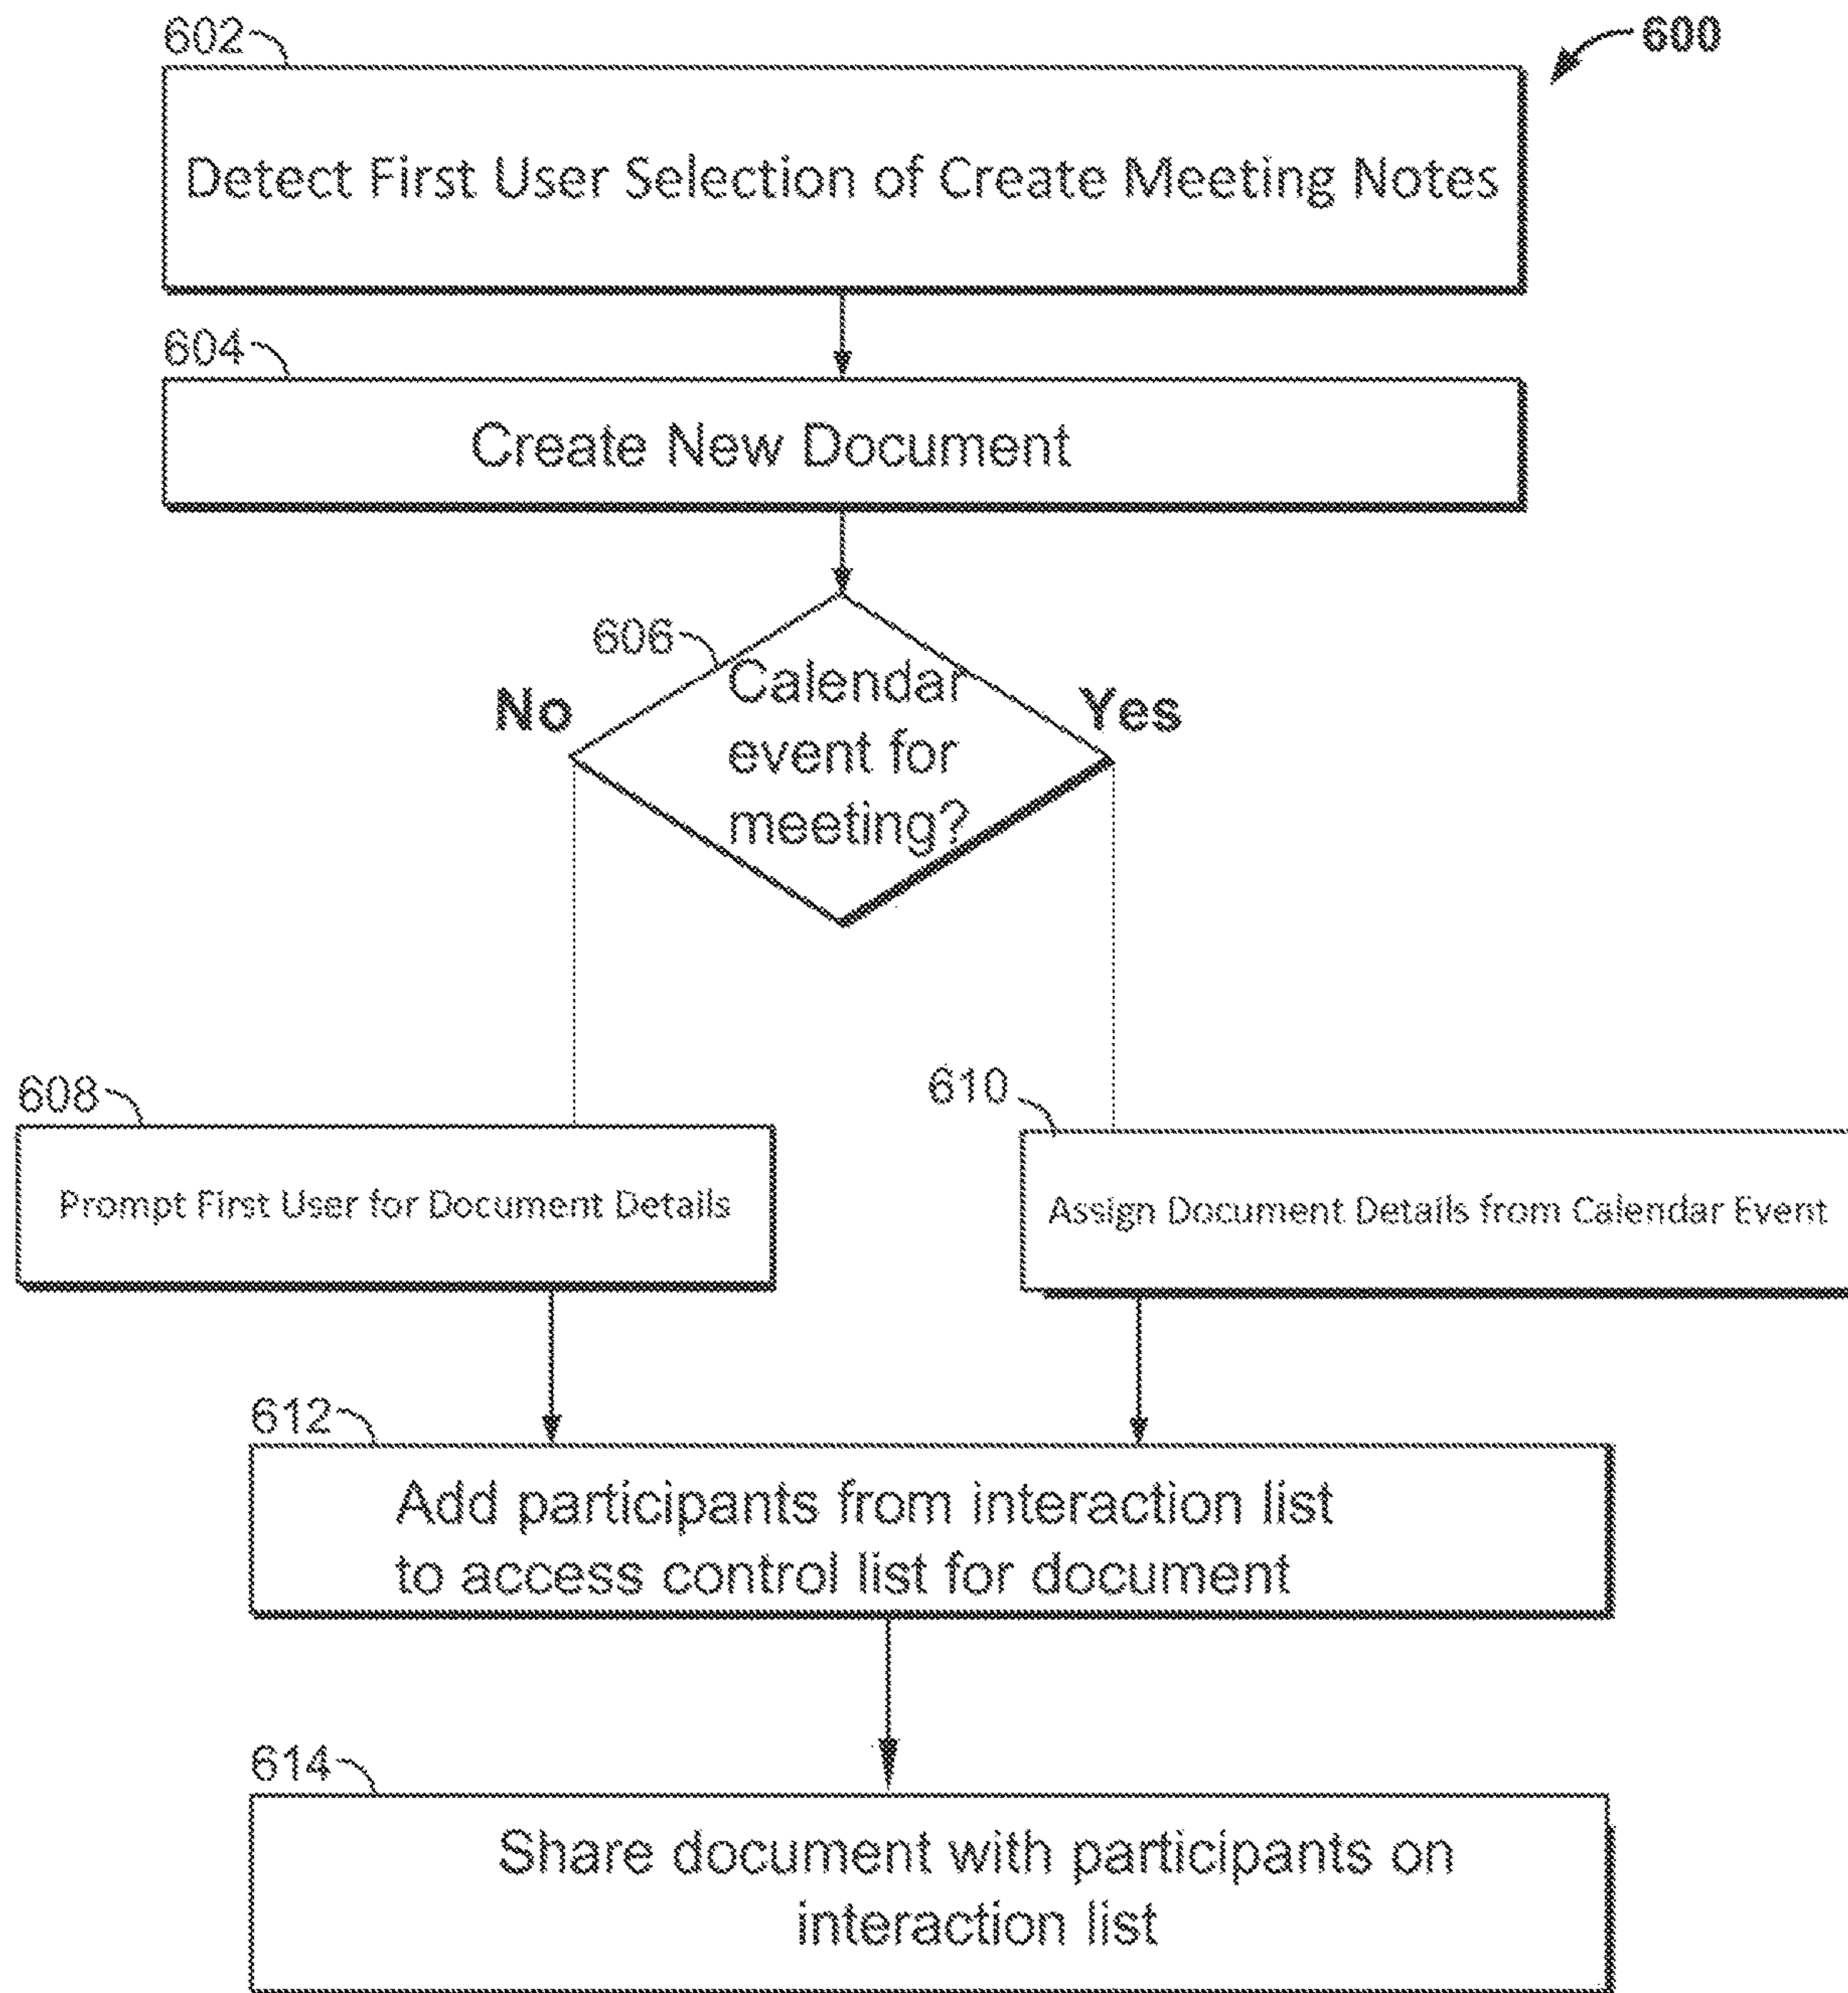 602
600
Detect First User Selection of Create Meeting Notes
604
Create New Document
606
No
Yes
Calendar
event for
meeting?
608
610
Prompt First User for Document Details
Assign Document Details from Calendar Event
612
Add participants from interaction list
to access control list for document
614
Share document with participants on
interaction list